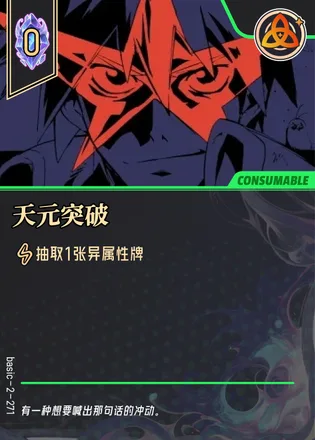 0
CONSUMABLE
天元突破
抽取1张异属性牌
basic-2-271
有一种想要喊出那句话的冲动。